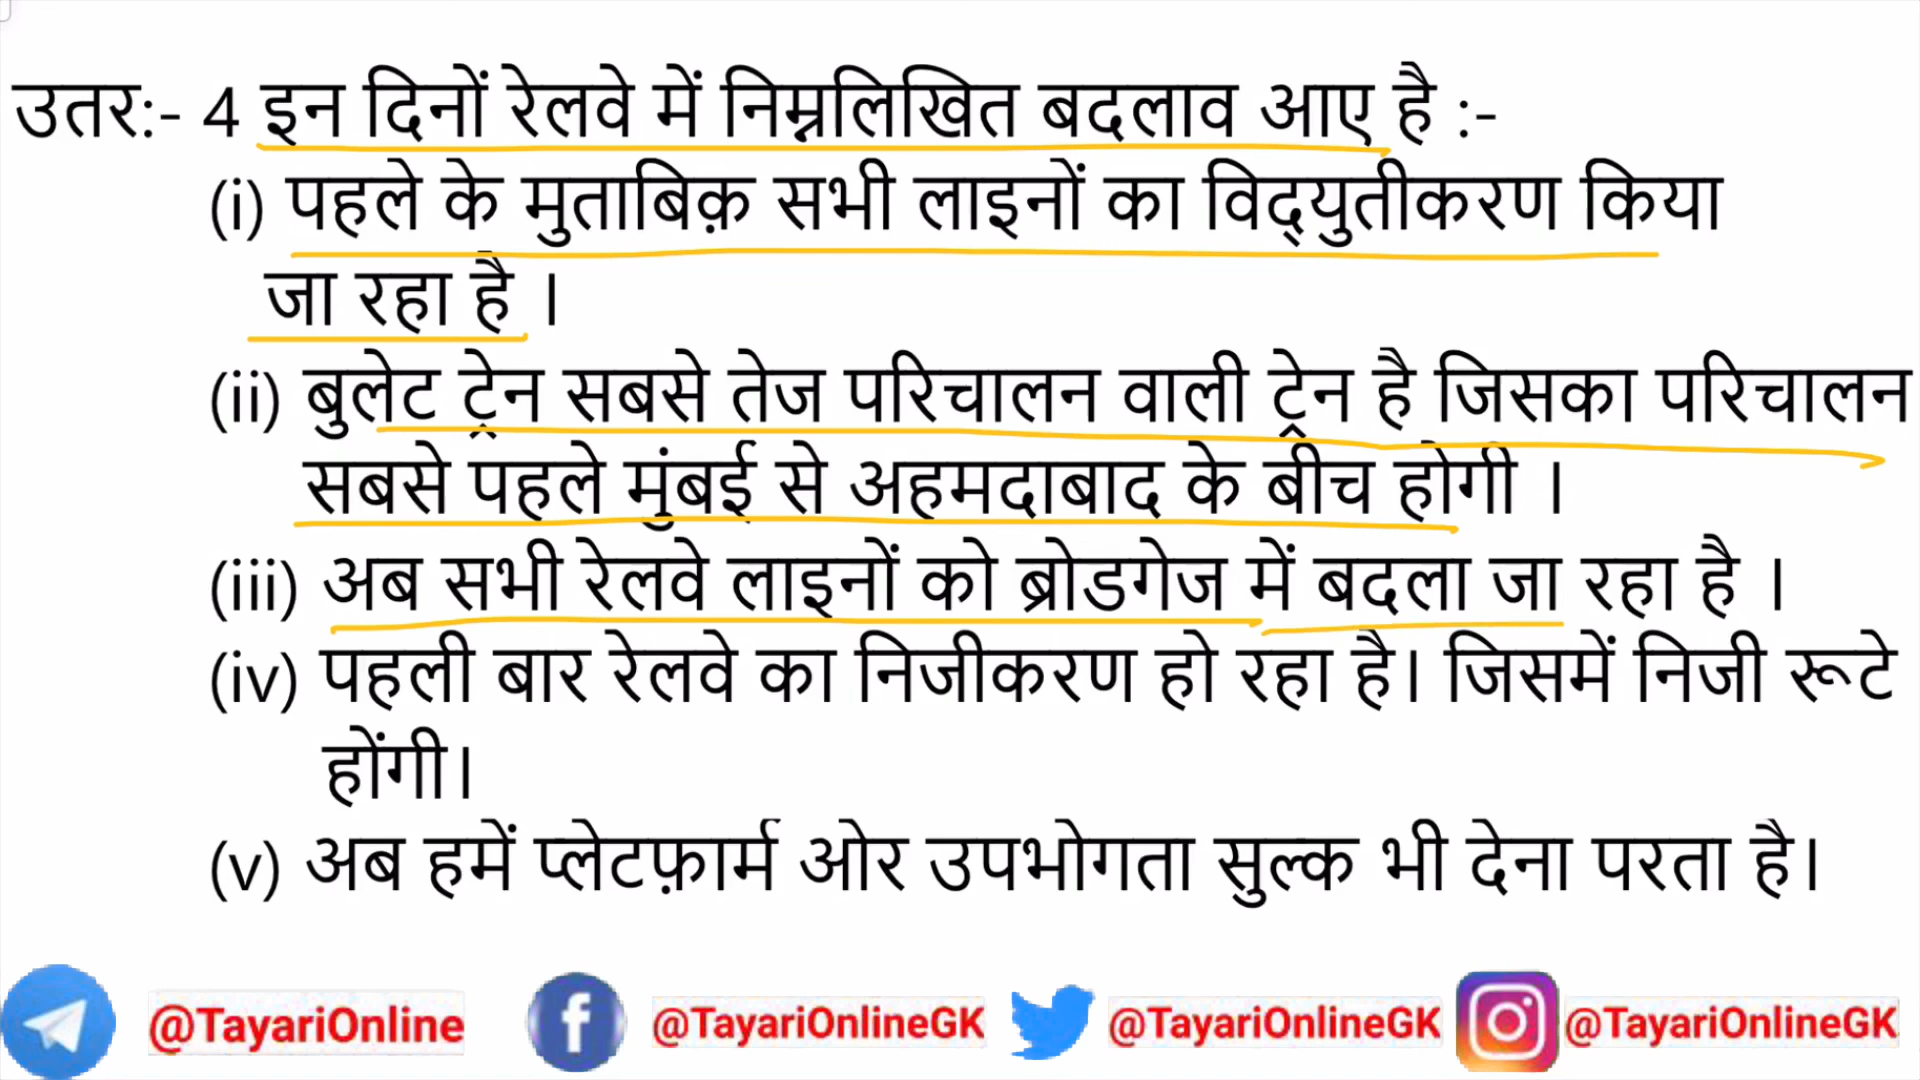 उतर:- 4 इन दिनों रेलवे में निम्नलिखित बदलाव आए है :-
(i) पहले के मुताबिक़ सभी लाइनों का विद्‌युतीकरण किया
जा रहा है ।
(ii) बुलेट ट्रेन सबसे तेज परिचालन वाली ट्रेन है जिसका परिचालन
सबसे पहले मुंबई से अहमदाबाद के बीच होगी ।
(iii) अब सभी रेलवे लाइनों को ब्रोडगेज में बदला जा रहा है ।
(iv) पहली बार रेलवे का निजीकरण हो रहा है। जिसमें निजी रूटे
होंगी।
(v) अब हमें प्लेटफ़ार्म ओर उपभोगता सुल्क भी देना परता है।
@TayariOnline @TayariOnlineGK @TayariOnlineGK @TayariOnlineGK